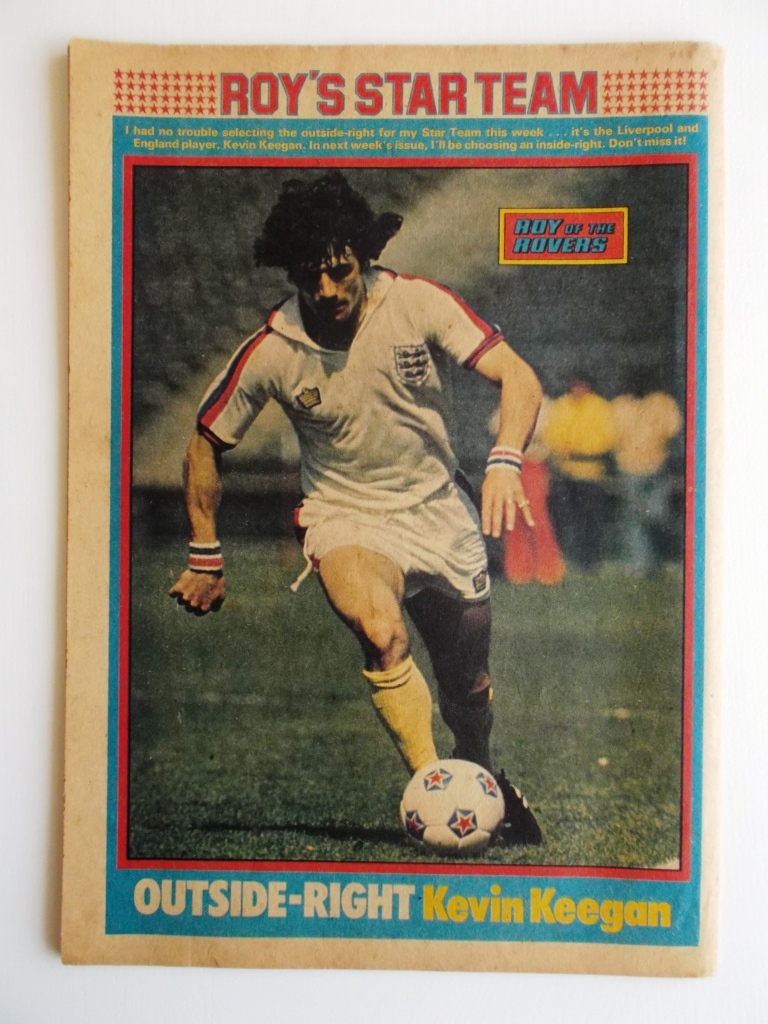 ROY'S STAR TEAM
I had no trouble selecting the outside-right for my Star Team this week . . . it's the Liverpool and
England player, Kevin Keegan. In next week's issue, I'll be choosing an inside-right. Don't miss it!
ROY OF THE
ROVERS
OUTSIDE-RIGHT Kevin Keegan